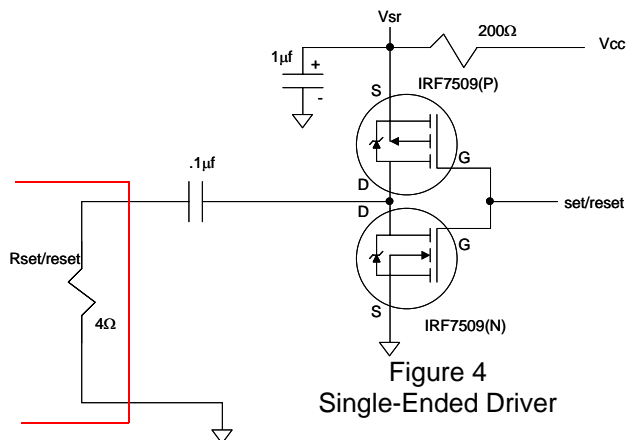 Vsr
200Ω
Vcc
1µf
+
-
IRF7509(P)
S
G
D
.1µf
set/reset
D
G
Rset/reset
4Ω
S
IRF7509(N)
Figure 4
Single-Ended Driver